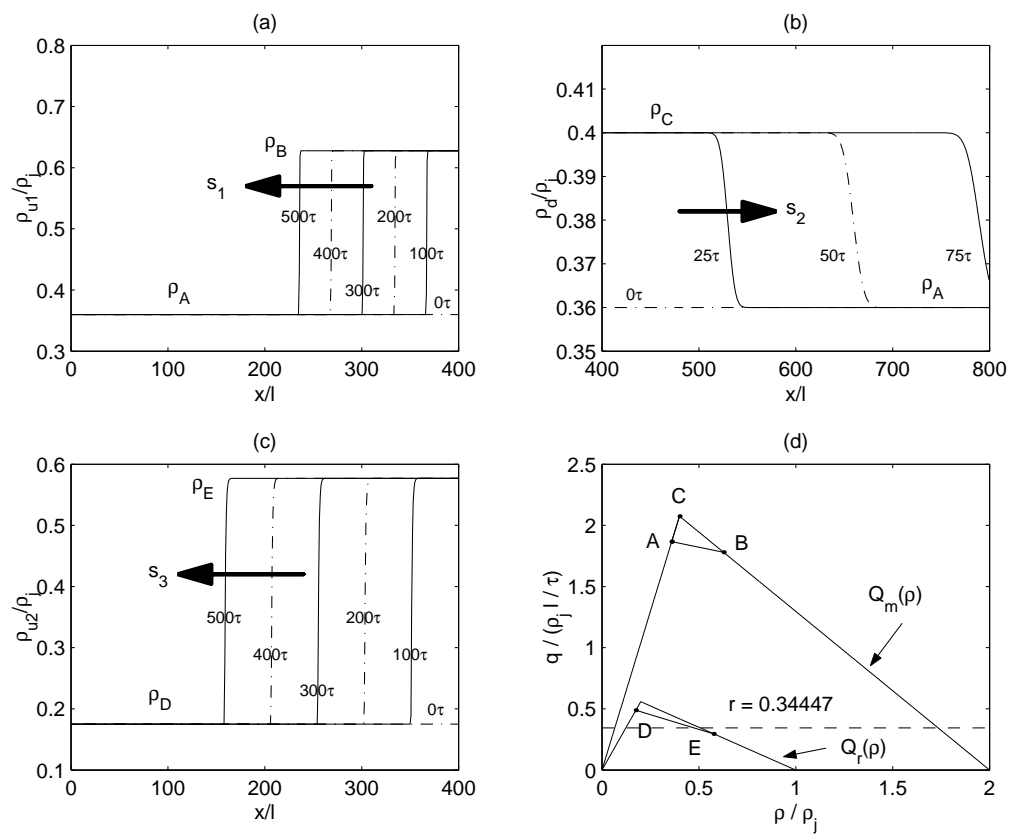 (a)
0.8
0.7
0.6
0.5
0.4
0.3
ρ_u1/ρ_j
ρ_B
s_1
500τ
200τ
400τ
100τ
300τ
ρ_A
0τ
0
100
200
300
400
x/l
(b)
0.41
0.4
0.39
0.38
0.37
0.36
0.35
ρ_d/ρ_j
ρ_C
s_2
25τ
50τ
75τ
0τ
ρ_A
400
500
600
700
800
x/l
(c)
0.6
0.5
0.4
0.3
0.2
0.1
ρ_u2/ρ_j
ρ_E
s_3
500τ
200τ
400τ
100τ
300τ
ρ_D
0τ
0
100
200
300
400
x/l
(d)
2.5
2
1.5
1
0.5
0
q / (ρ_j l / τ)
C
A
B
Q_m(ρ)
r = 0.34447
D
E
Q_r(ρ)
0
0.5
1
1.5
2
ρ / ρ_j